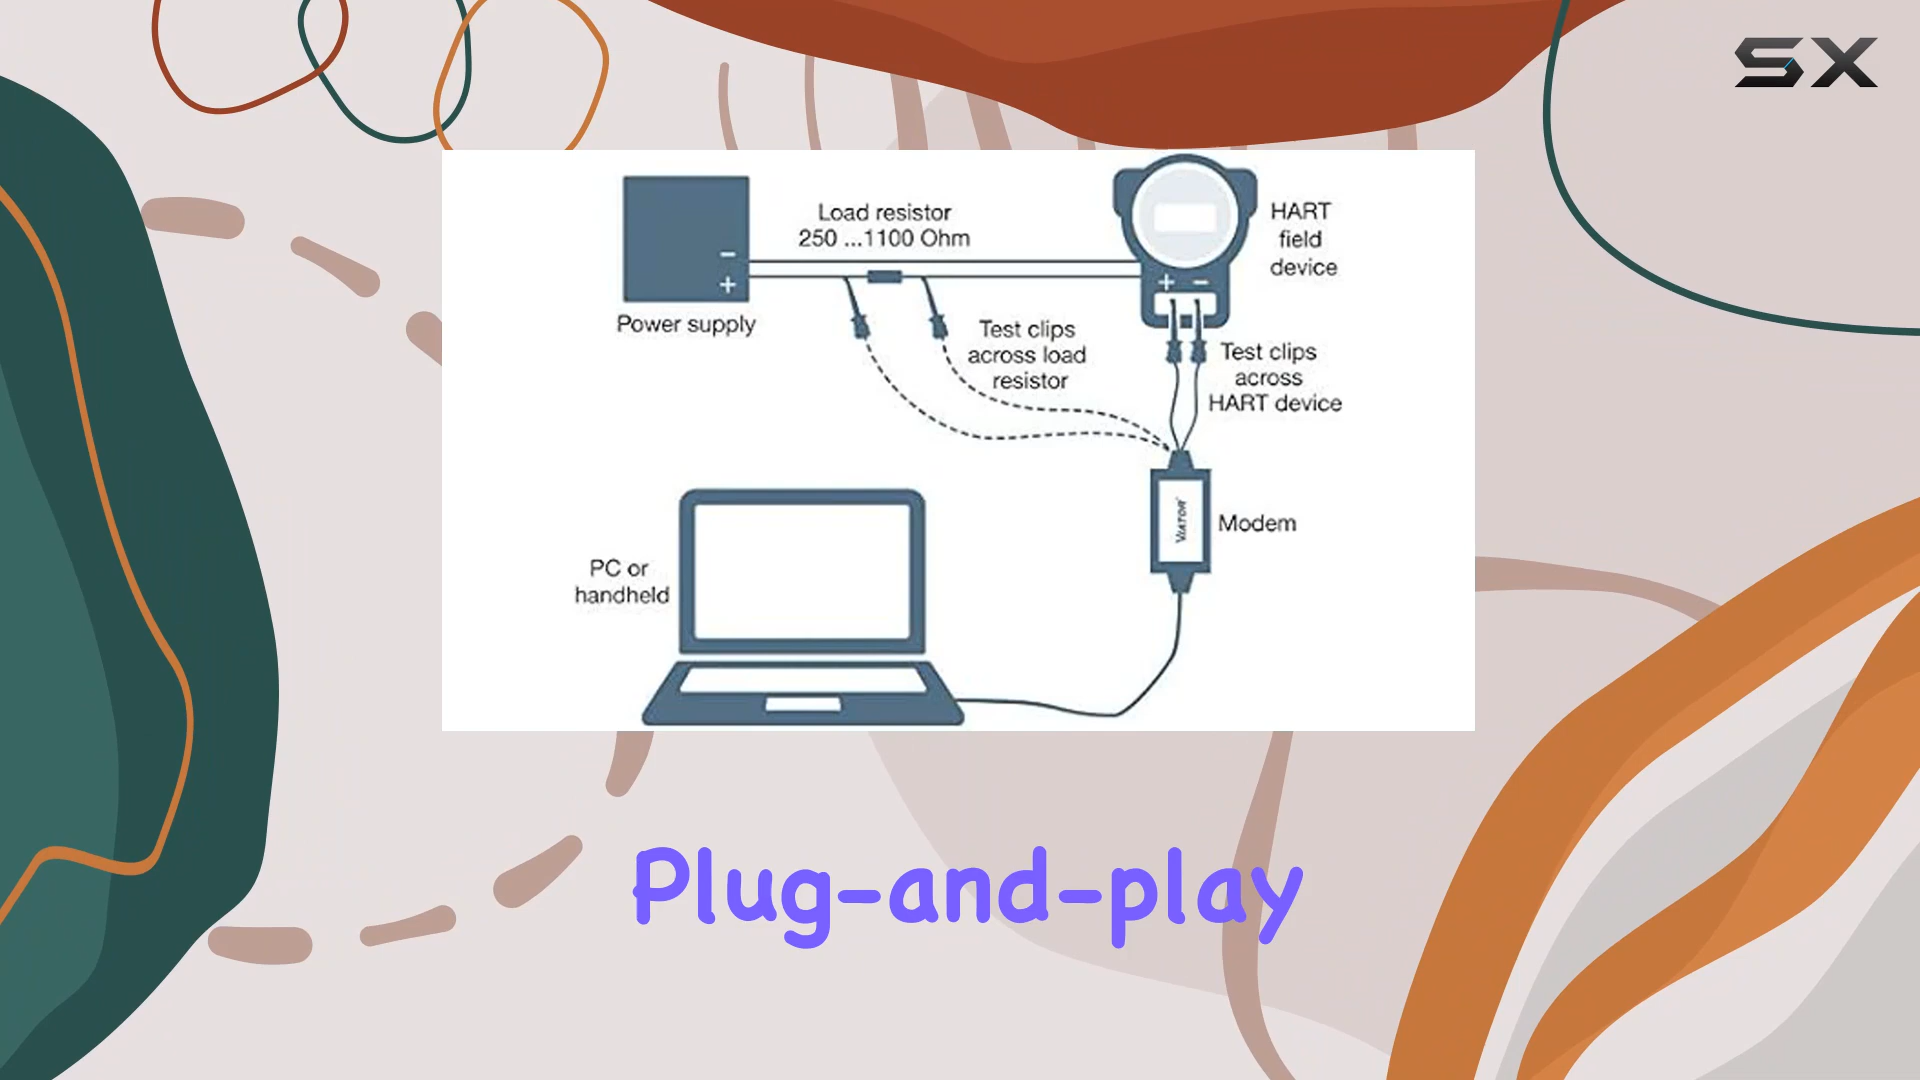 SX
Load resistor
250 ...1100 Ohm
HART
field
device
Power supply
Test clips
across load
resistor
Test clips
across
HART device
VIATOR
Modem
PC or
handheld
Plug-and-play